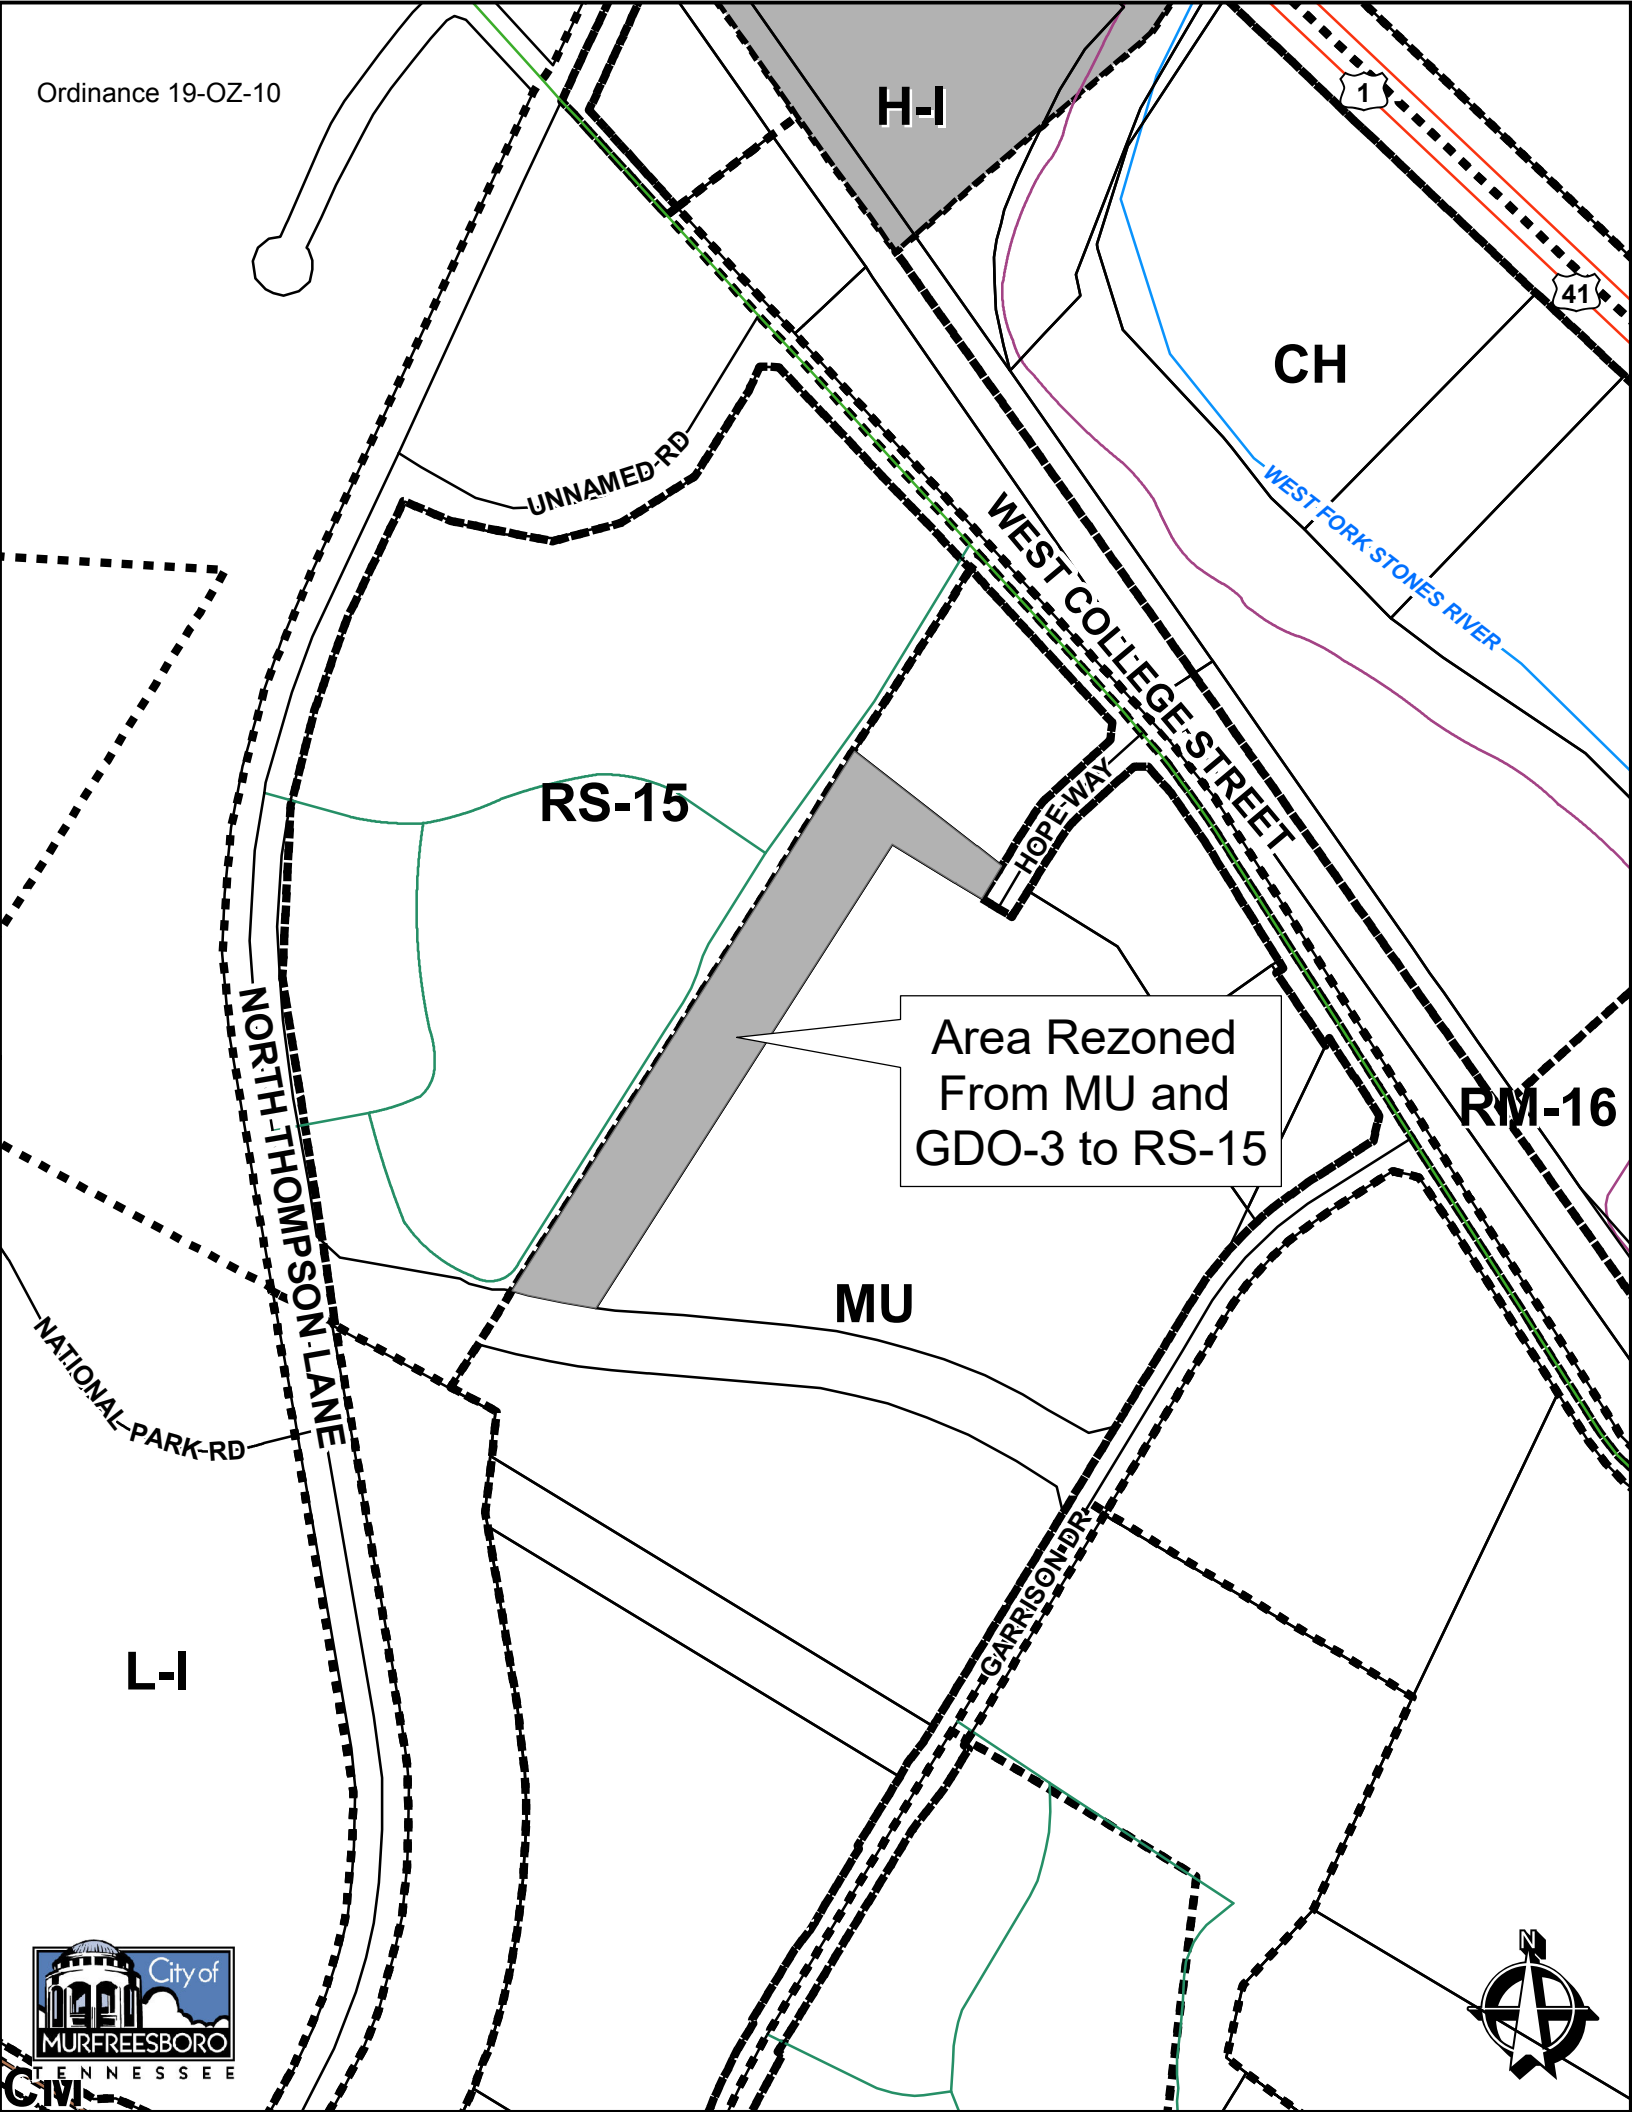 Ordinance 19-OZ-10
H-I
1
41
CH
UNNAMED RD
WEST FORK STONES RIVER
WEST COLLEGE STREET
RS-15
HOPE WAY
NORTH THOMPSON LANE
Area Rezoned
From MU and
GDO-3 to RS-15
RM-16
MU
NATIONAL PARK RD
GARRISON DR
L-I
N
City of
MURFREESBORO
TENNESSEE
CM